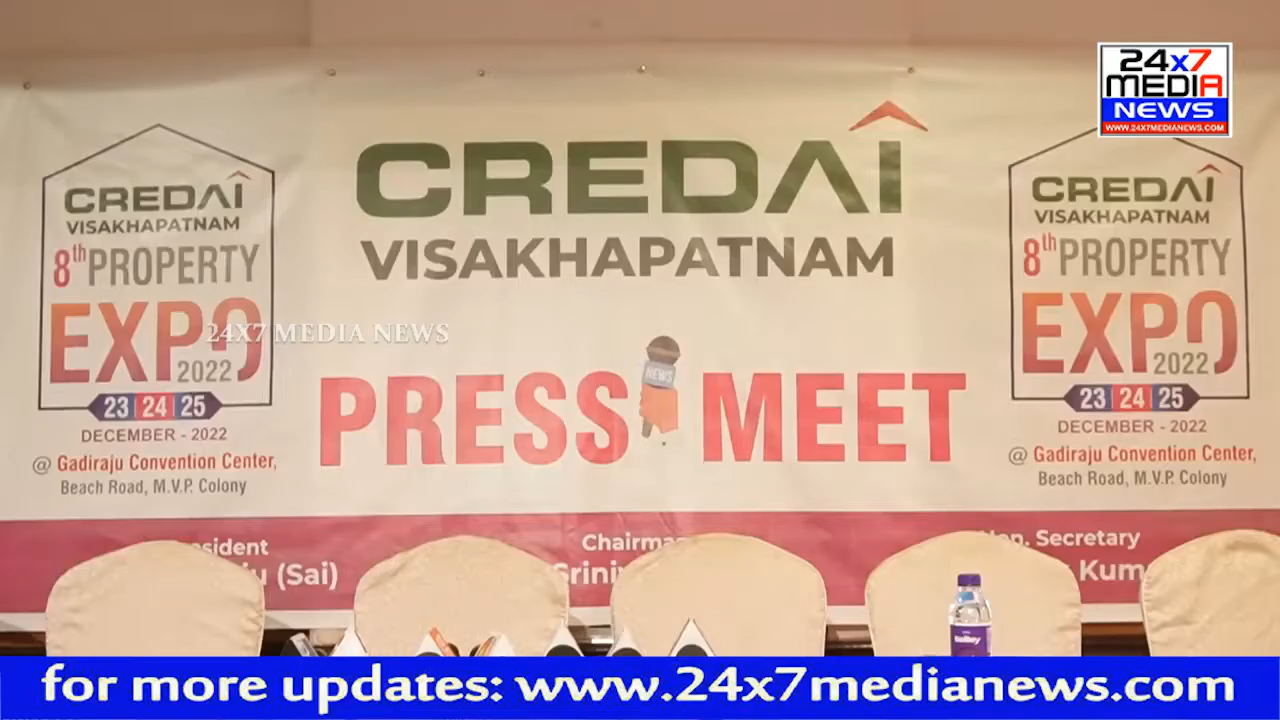 24x7
MEDIA
NEWS
WWW.24X7MEDIANEWS.COM
CREDAI
VISAKHAPATNAM
8th PROPERTY
EXPO
2022
23 24 25
DECEMBER - 2022
@ Gadiraju Convention Center,
Beach Road, M.V.P. Colony
CREDAI
VISAKHAPATNAM
24X7 MEDIA NEWS
PRESS MEET
NEWS
CREDAI
VISAKHAPATNAM
8th PROPERTY
EXPO
2022
23 24 25
DECEMBER - 2022
@ Gadiraju Convention Center,
Beach Road, M.V.P. Colony
(Sai)
Secretary
for more updates: www.24x7medianews.com